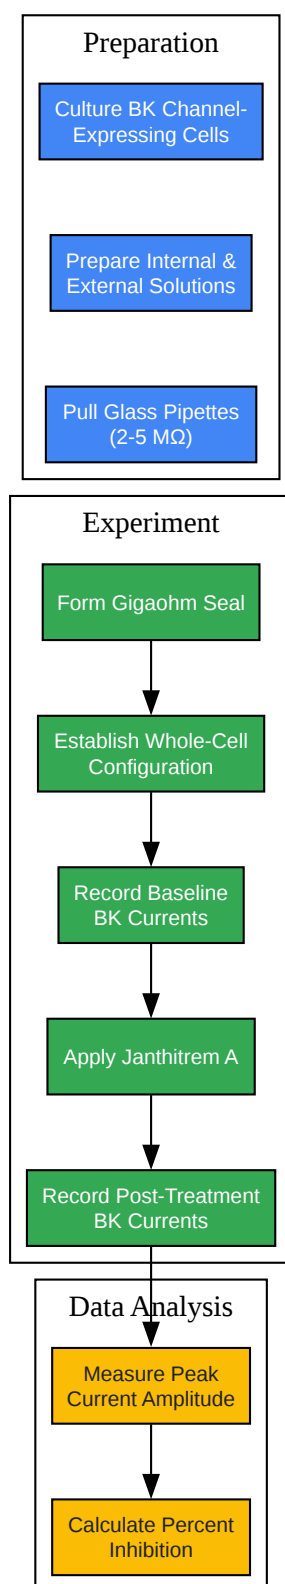 Preparation
Culture BK Channel-
Expressing Cells
Prepare Internal &
External Solutions
Pull Glass Pipettes
(2-5 MΩ)
Experiment
Form Gigaohm Seal
Establish Whole-Cell
Configuration
Record Baseline
BK Currents
Apply Janthitrem A
Record Post-Treatment
BK Currents
Data Analysis
Measure Peak
Current Amplitude
Calculate Percent
Inhibition